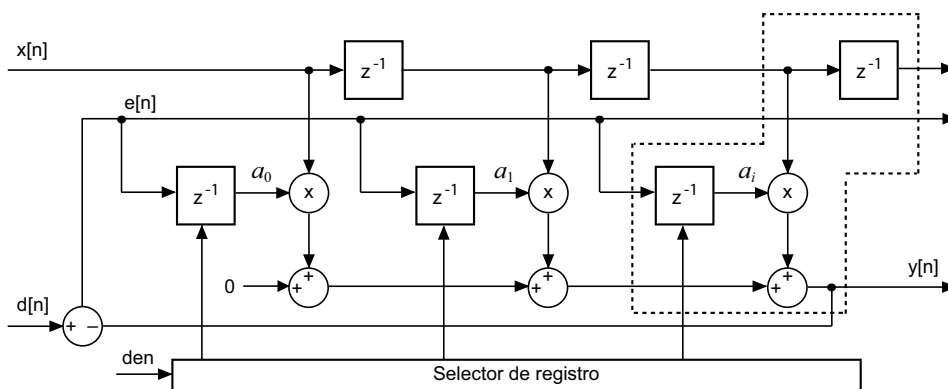 x[n]
z⁻¹
z⁻¹
z⁻¹
e[n]
z⁻¹
a₀
x
z⁻¹
a₁
x
z⁻¹
aᵢ
x
0
+
+
+
+
+
+
y[n]
d[n]
+
−
den
Selector de registro